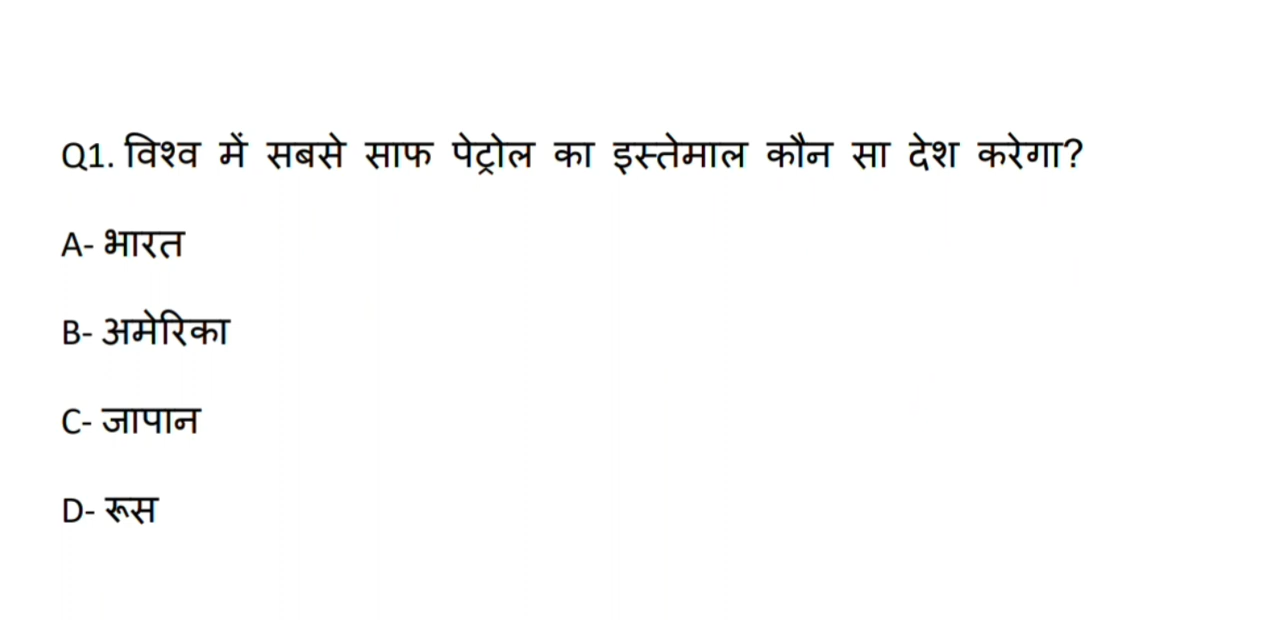 Q1. विश्व में सबसे साफ पेट्रोल का इस्तेमाल कौन सा देश करेगा?
A- भारत
B- अमेरिका
C- जापान
D- रूस